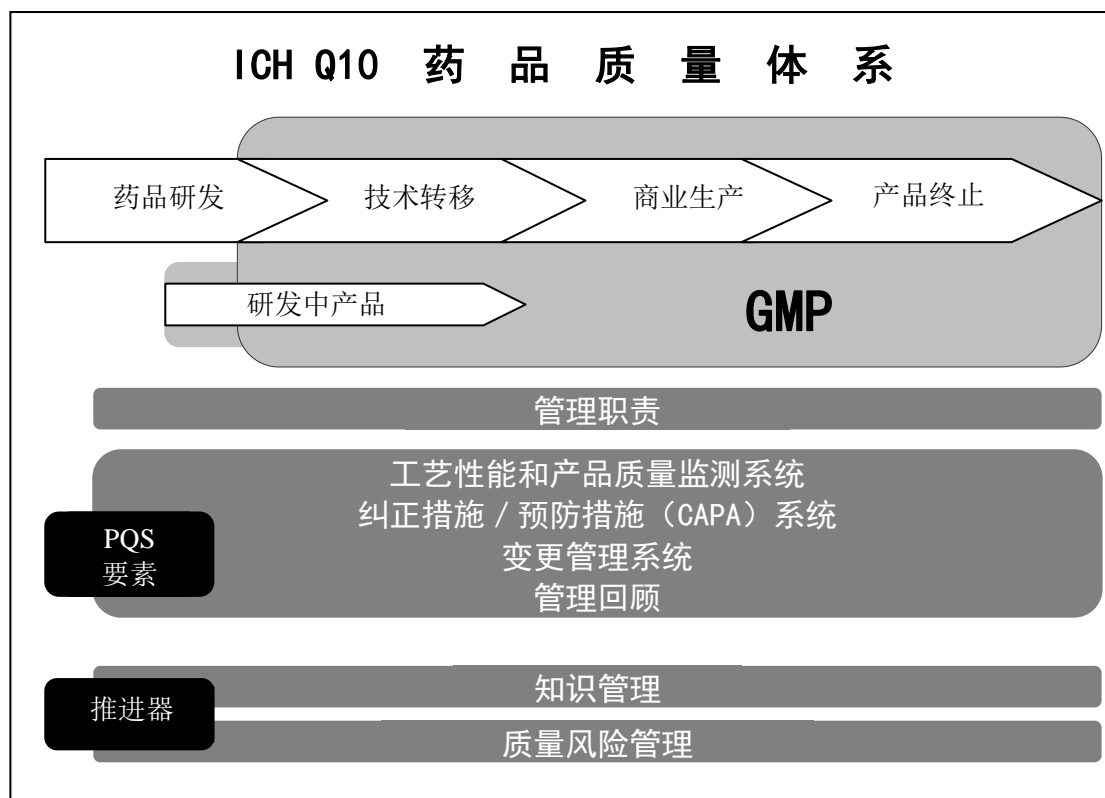 ICH Q10 药品质量体系
药品研发
技术转移
商业生产
产品终止
研发中产品
GMP
管理职责
PQS
要素
工艺性能和产品质量监测系统
纠正措施/预防措施(CAPA)系统
变更管理系统
管理回顾
推进器
知识管理
质量风险管理